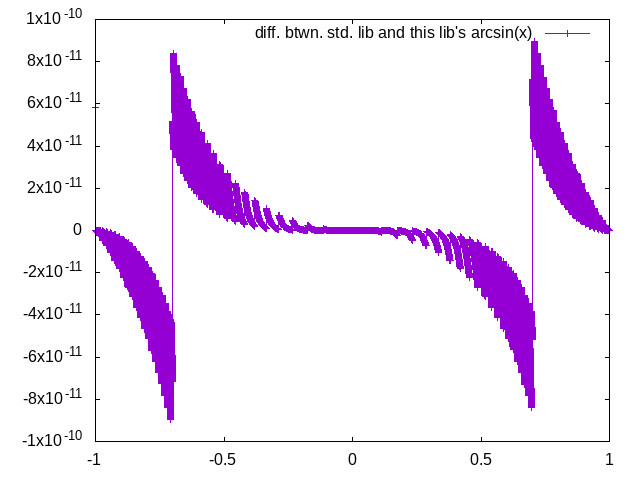 1x10^-10
diff. btwn. std. lib and this lib's arcsin(x)
8x10^-11
6x10^-11
4x10^-11
2x10^-11
0
-2x10^-11
-4x10^-11
-6x10^-11
-8x10^-11
-1x10^-10
-1 -0.5 0 0.5 1